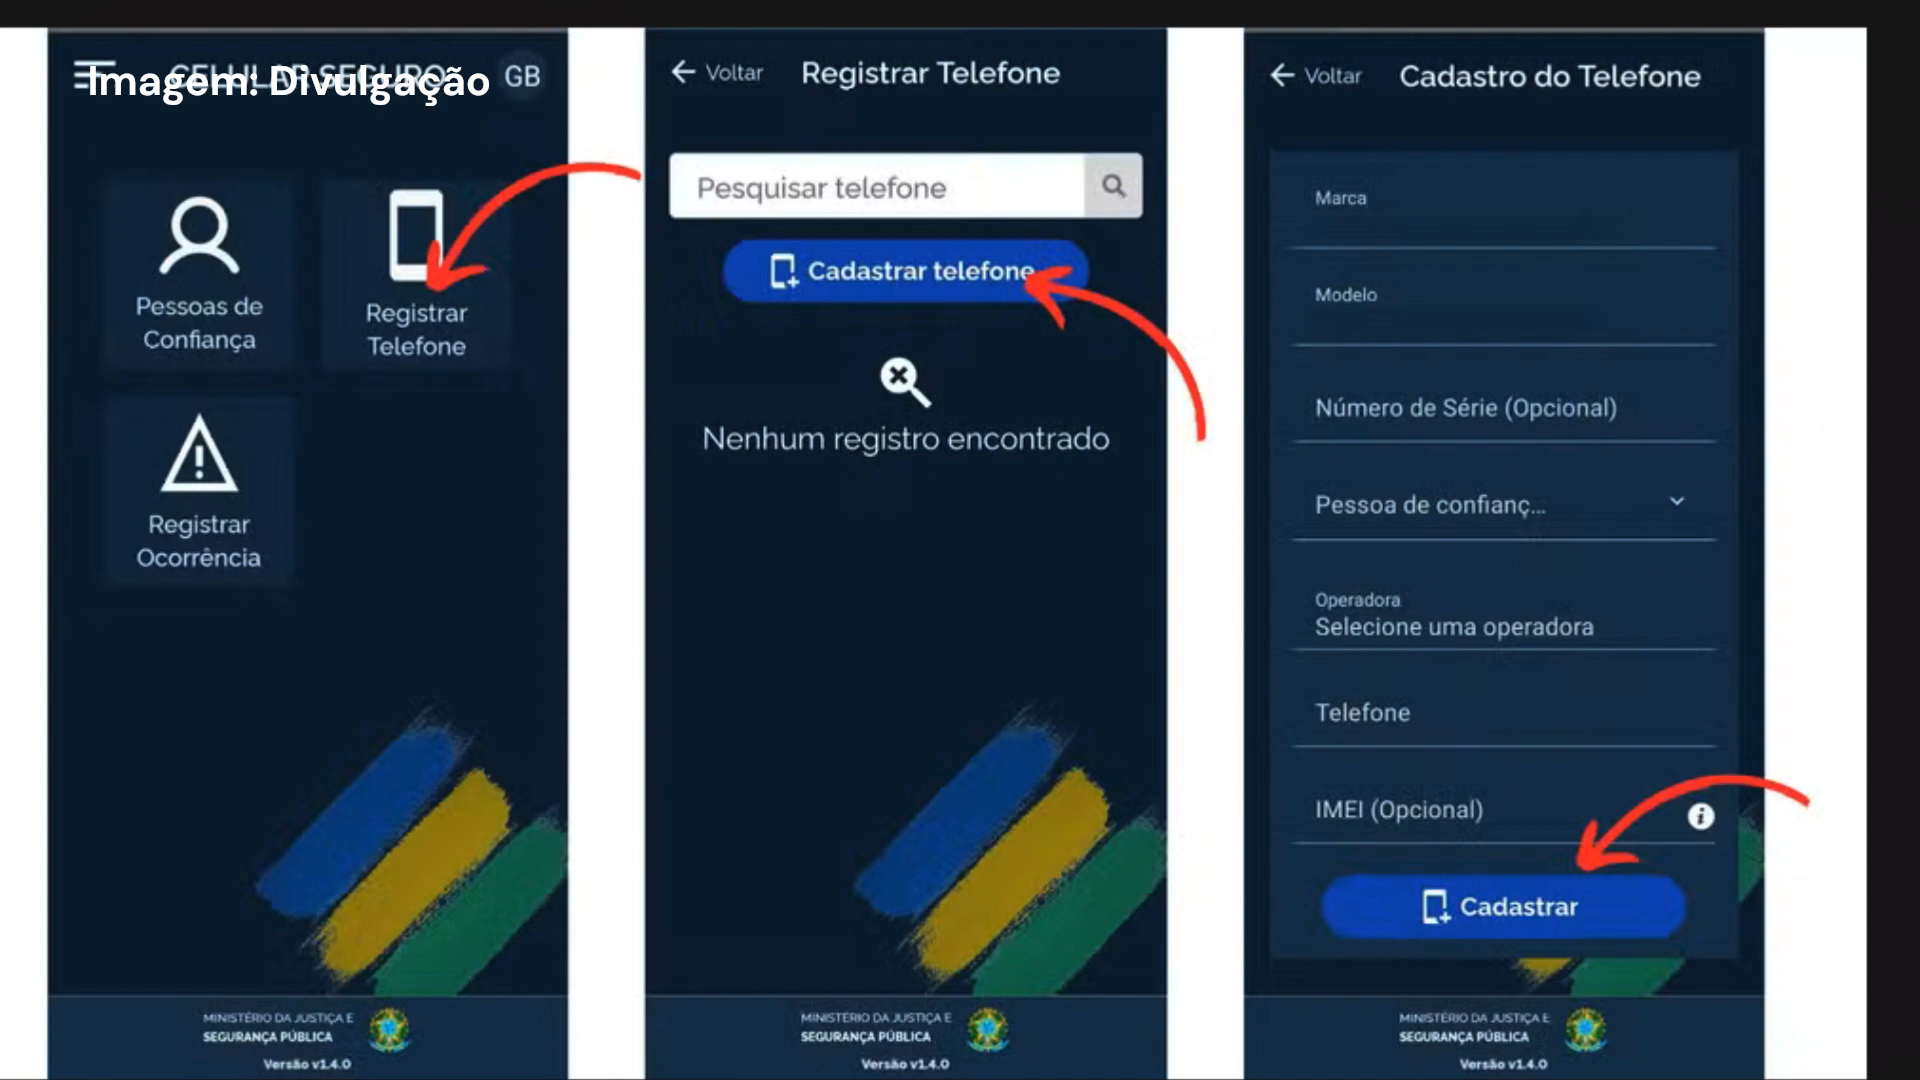 Imagem: Divulgação
CELULAR SEGURO
GB
Pessoas de
Confiança
Registrar
Telefone
Registrar
Ocorrência
MINISTÉRIO DA JUSTIÇA E
SEGURANÇA PÚBLICA
Versão v1.4.0
Voltar
Registrar Telefone
Pesquisar telefone
Cadastrar telefone
Nenhum registro encontrado
MINISTÉRIO DA JUSTIÇA E
SEGURANÇA PÚBLICA
Versão v1.4.0
Voltar
Cadastro do Telefone
Marca
Modelo
Número de Série (Opcional)
Pessoa de confianç...
Operadora
Selecione uma operadora
Telefone
IMEI (Opcional)
Cadastrar
MINISTÉRIO DA JUSTIÇA E
SEGURANÇA PÚBLICA
Versão v1.4.0